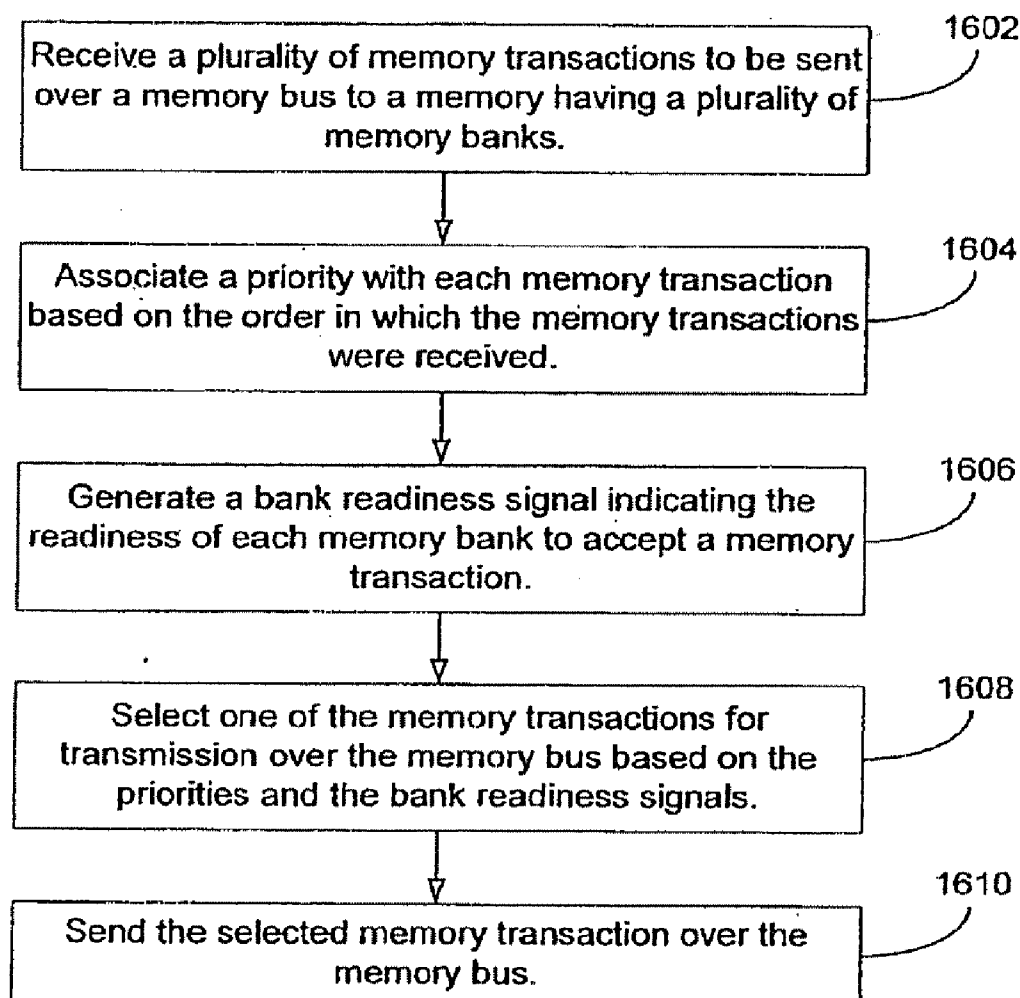 1602
Receive a plurality of memory transactions to be sent
over a memory bus to a memory having a plurality of
memory banks.
1604
Associate a priority with each memory transaction
based on the order in which the memory transactions
were received.
1606
Generate a bank readiness signal indicating the
readiness of each memory bank to accept a memory
transaction.
1608
Select one of the memory transactions for
transmission over the memory bus based on the
priorities and the bank readiness signals.
1610
Send the selected memory transaction over the
memory bus.